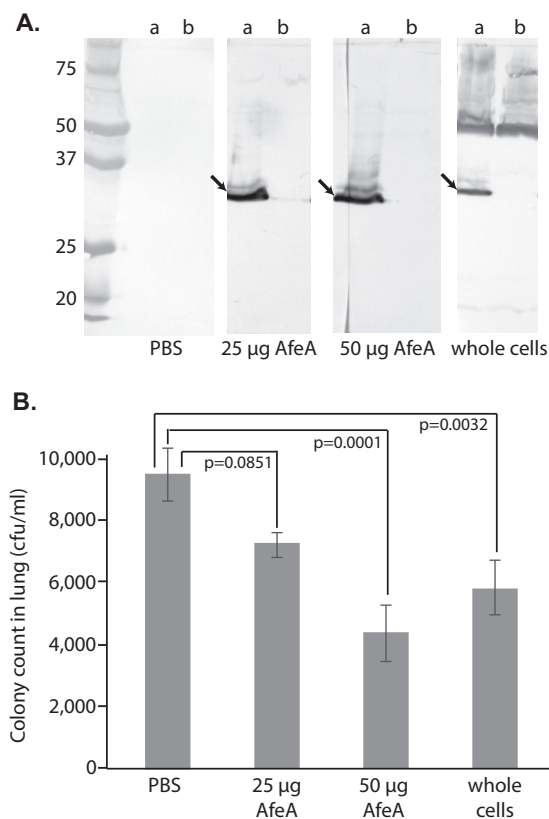 A.
a b a b a b a b
75
50
37
25
20
PBS 25 µg AfeA 50 µg AfeA whole cells
B.
p=0.0032
p=0.0001
p=0.0851
Colony count in lung (cfu/ml)
10,000
8,000
6,000
4,000
2,000
0
PBS 25 µg 50 µg whole
AfeA AfeA cells